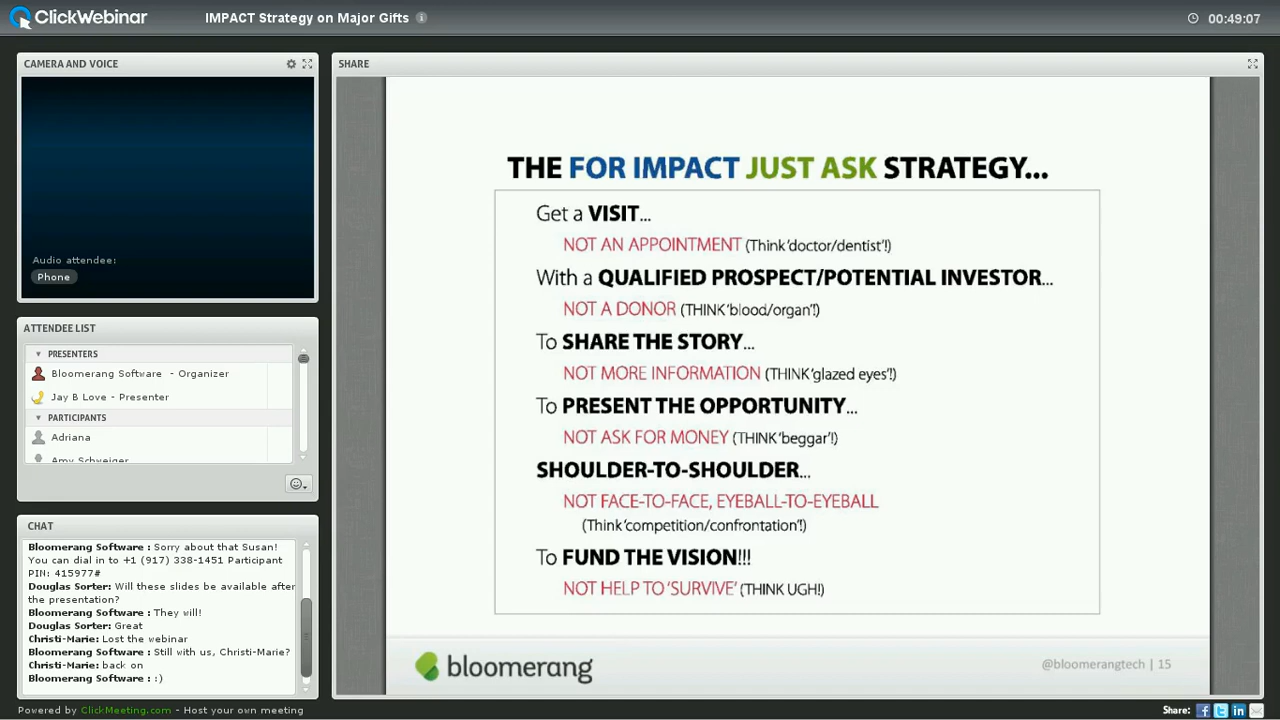 ClickWebinar
IMPACT Strategy on Major Gifts
00:49:07
CAMERA AND VOICE
Audio attendee:
Phone
ATTENDEE LIST
PRESENTERS
Bloomerang Software - Organizer
Jay B Love - Presenter
PARTICIPANTS
Adriana
Amy Schweiger
CHAT
Bloomerang Software : Sorry about that Susan!
You can dial in to +1 (917) 338-1451 Participant
PIN: 415977#
Douglas Sorter: Will these slides be available after
the presentation?
Bloomerang Software : They will!
Douglas Sorter: Great
Christi-Marie: Lost the webinar
Bloomerang Software : Still with us, Christi-Marie?
Christi-Marie: back on
Bloomerang Software : :)
SHARE
THE FOR IMPACT JUST ASK STRATEGY...
Get a VISIT...
NOT AN APPOINTMENT (Think 'doctor/dentist'!)
With a QUALIFIED PROSPECT/POTENTIAL INVESTOR...
NOT A DONOR (THINK 'blood/organ'!)
To SHARE THE STORY...
NOT MORE INFORMATION (THINK 'glazed eyes'!)
To PRESENT THE OPPORTUNITY...
NOT ASK FOR MONEY (THINK 'beggar'!)
SHOULDER-TO-SHOULDER...
NOT FACE-TO-FACE, EYEBALL-TO-EYEBALL
(Think 'competition/confrontation'!)
To FUND THE VISION!!!
NOT HELP TO 'SURVIVE' (THINK UGH!)
bloomerang
@bloomerangtech | 15
Powered by ClickMeeting.com - Host your own meeting
Share: